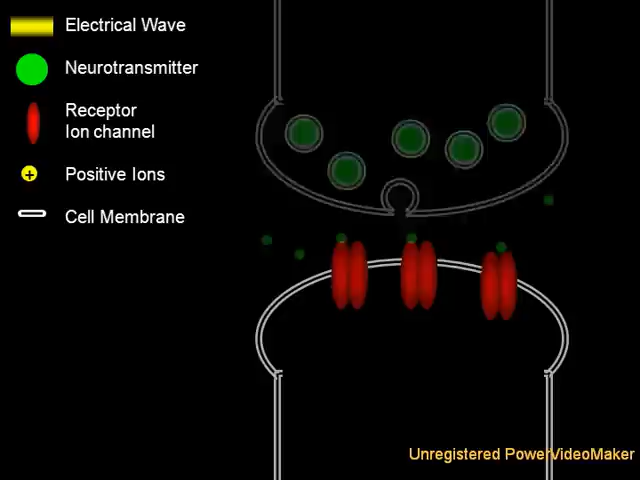 Electrical Wave
Neurotransmitter
Receptor
Ion channel
+
Positive Ions
Cell Membrane
Unregistered PowerVideoMaker